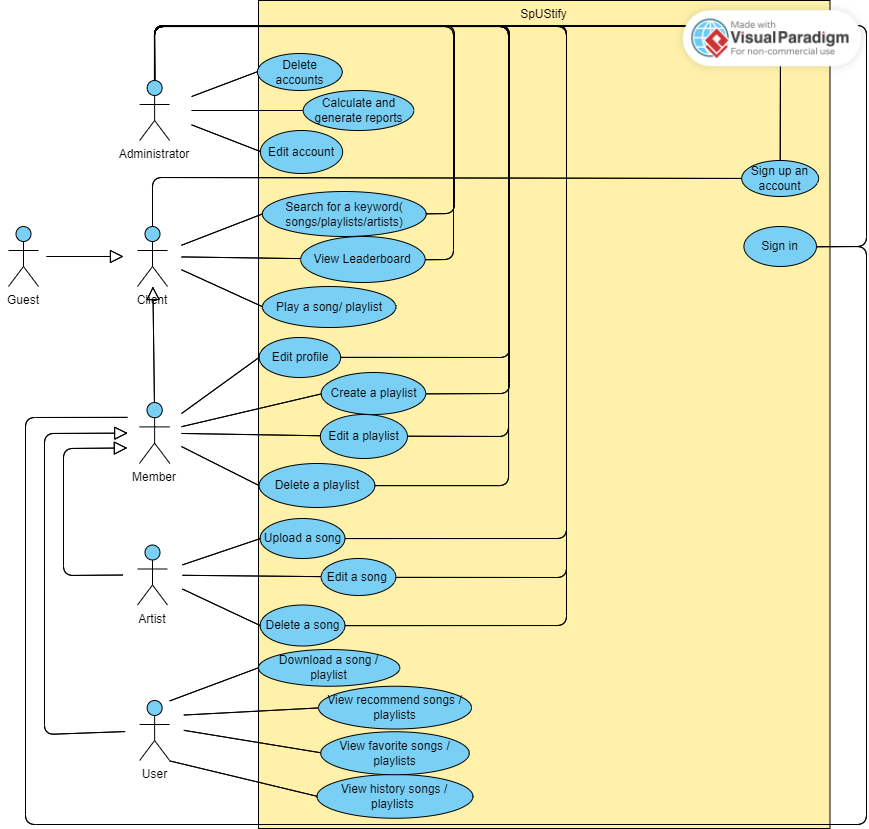 SpUStify
Made with
VisualParadigm
For non-commercial use
Delete
accounts
Calculate and
generate reports
Administrator
Edit account
Sign up an
account
Search for a keyword(
songs/playlists/artists)
Sign in
View Leaderboard
Guest
Client
Play a song/ playlist
Edit profile
Create a playlist
Edit a playlist
Member
Delete a playlist
Upload a song
Edit a song
Artist
Delete a song
Download a song /
playlist
View recommend songs /
playlists
View favorite songs /
playlists
User
View history songs /
playlists